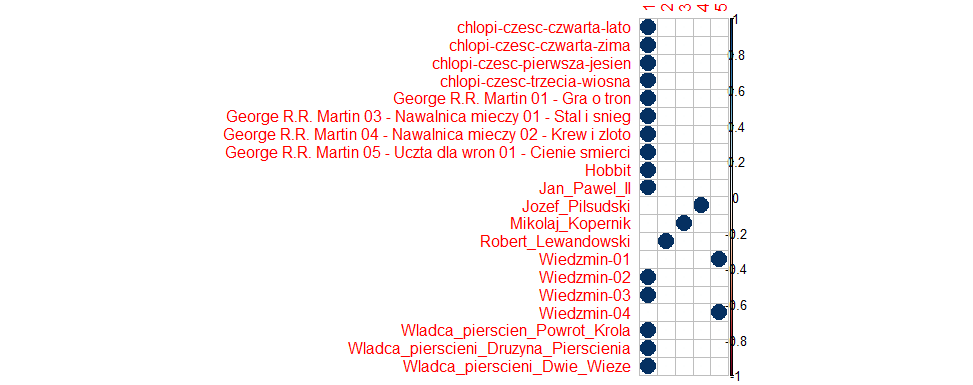 1 2 3 4 5
chlopi-czesc-czwarta-lato
chlopi-czesc-czwarta-zima
chlopi-czesc-pierwsza-jesien
chlopi-czesc-trzecia-wiosna
George R.R. Martin 01 - Gra o tron
George R.R. Martin 03 - Nawalnica mieczy 01 - Stal i snieg
George R.R. Martin 04 - Nawalnica mieczy 02 - Krew i zloto
George R.R. Martin 05 - Uczta dla wron 01 - Cienie smierci
Hobbit
Jan_Pawel_II
Jozef_Pilsudski
Mikolaj_Kopernik
Robert_Lewandowski
Wiedzmin-01
Wiedzmin-02
Wiedzmin-03
Wiedzmin-04
Wladca_pierscien_Powrot_Krola
Wladca_pierscieni_Druzyna_Pierscienia
Wladca_pierscieni_Dwie_Wieze
1
0.8
0.6
0.4
0.2
0
-0.2
-0.4
-0.6
-0.8
-1